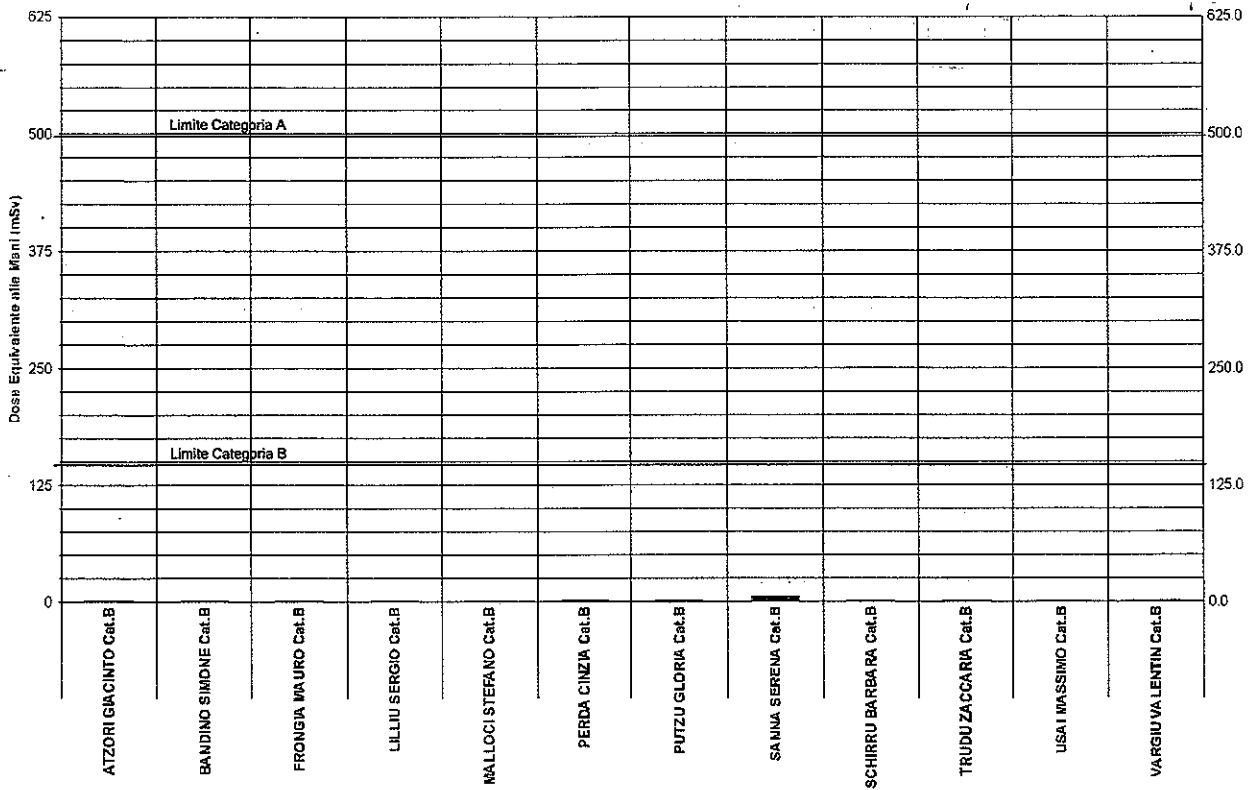 625
625.0
Limite Categoria A
500
500.0
Dose Equivalente alle Mani (mSv)
375
375.0
250
250.0
Limite Categoria B
125
125.0
0
0.0
ATZORI GIACINTO Cat.B
BANDINO SIMONE Cat.B
FRONGIA MAURO Cat.B
LILLIU SERGIO Cat.B
MALLOCI STEFANO Cat.B
PERDA CINZIA Cat.B
PUTZU GLORIA Cat.B
SANNA SERENA Cat.B
SCHIRRU BARBARA Cat.B
TRUDU ZACCARIA Cat.B
USAI MASSIMO Cat.B
VARGIU VALENTIN Cat.B